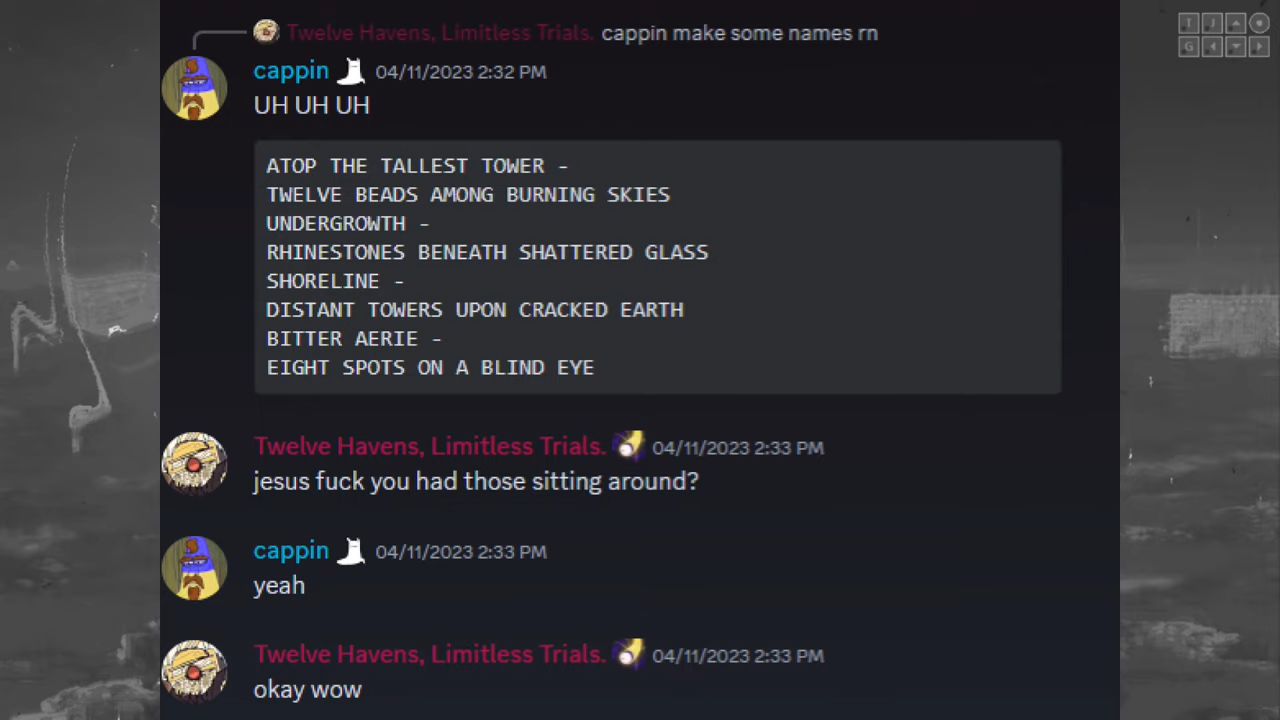 Twelve Havens, Limitless Trials. cappin make some names rn
cappin 04/11/2023 2:32 PM
UH UH UH
ATOP THE TALLEST TOWER -
TWELVE BEADS AMONG BURNING SKIES
UNDERGROWTH -
RHINESTONES BENEATH SHATTERED GLASS
SHORELINE -
DISTANT TOWERS UPON CRACKED EARTH
BITTER AERIE -
EIGHT SPOTS ON A BLIND EYE
Twelve Havens, Limitless Trials. 04/11/2023 2:33 PM
jesus fuck you had those sitting around?
cappin 04/11/2023 2:33 PM
yeah
Twelve Havens, Limitless Trials. 04/11/2023 2:33 PM
okay wow
T J
G